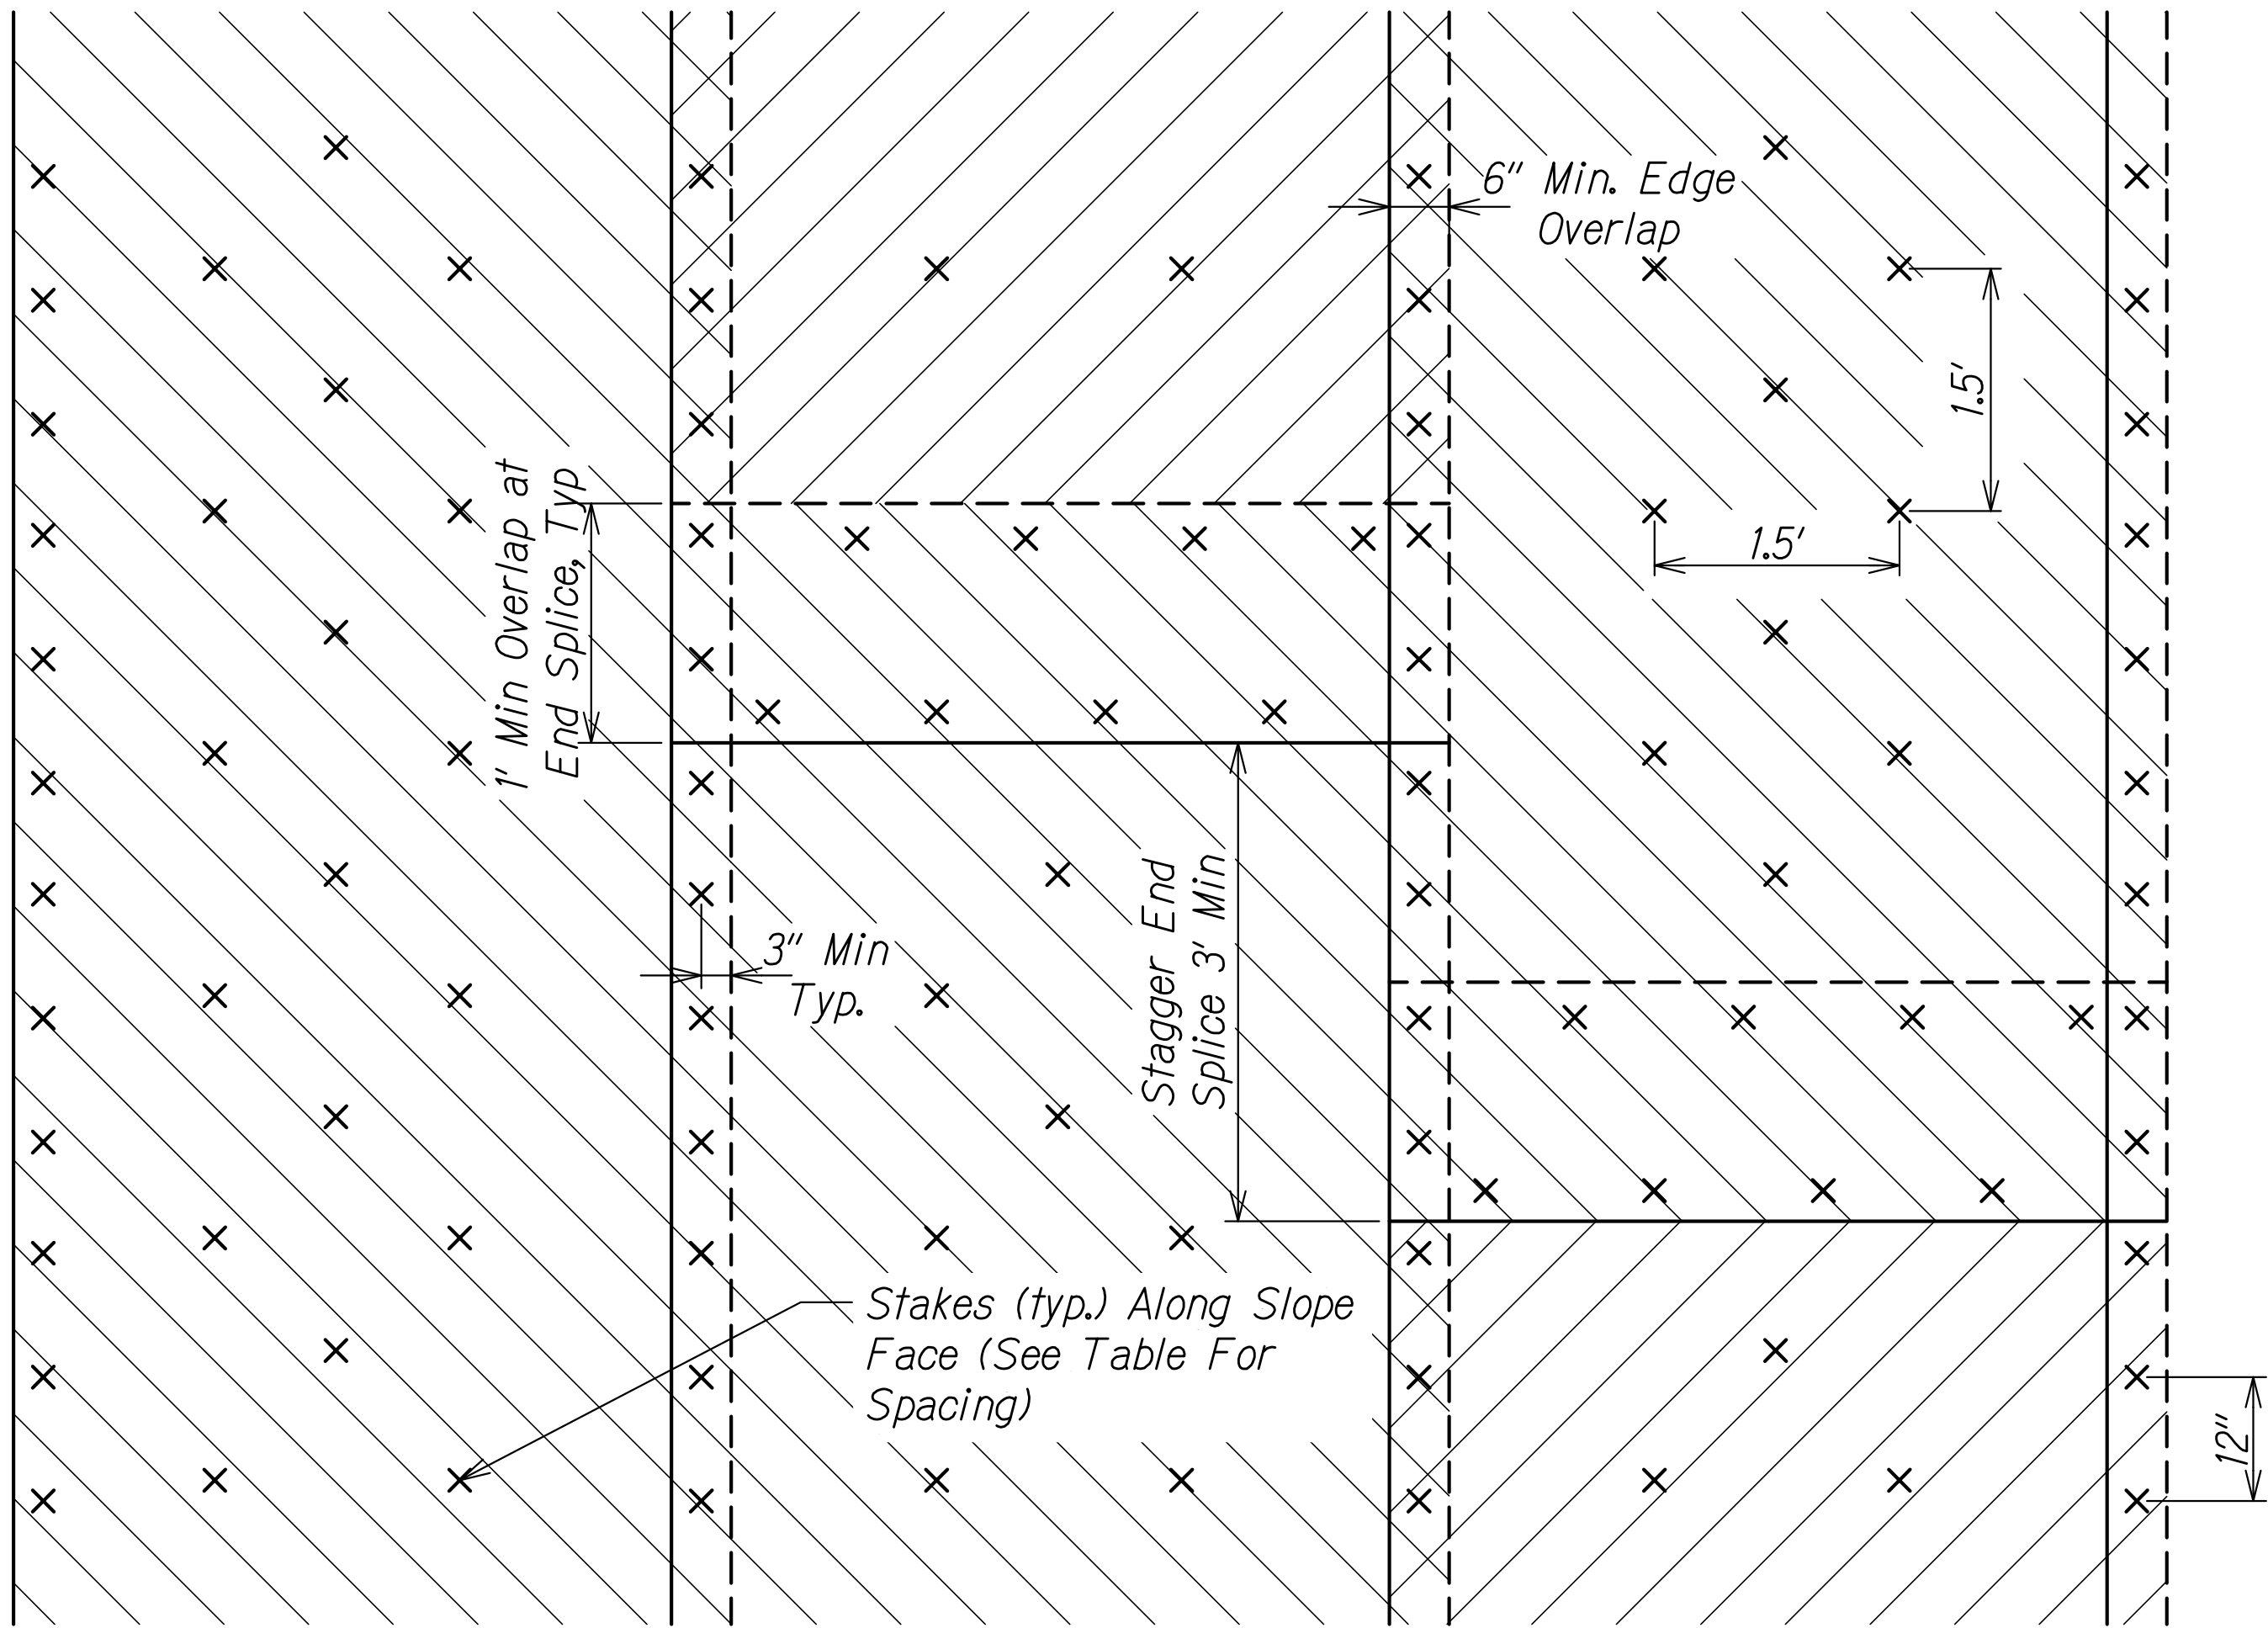 6" Min. Edge
Overlap
1.5'
1.5'
1' Min Overlap at
End Splice, Typ
Stagger End
Splice 3' Min
3" Min
Typ.
Stakes (typ.) Along Slope
Face (See Table For
Spacing)
12"